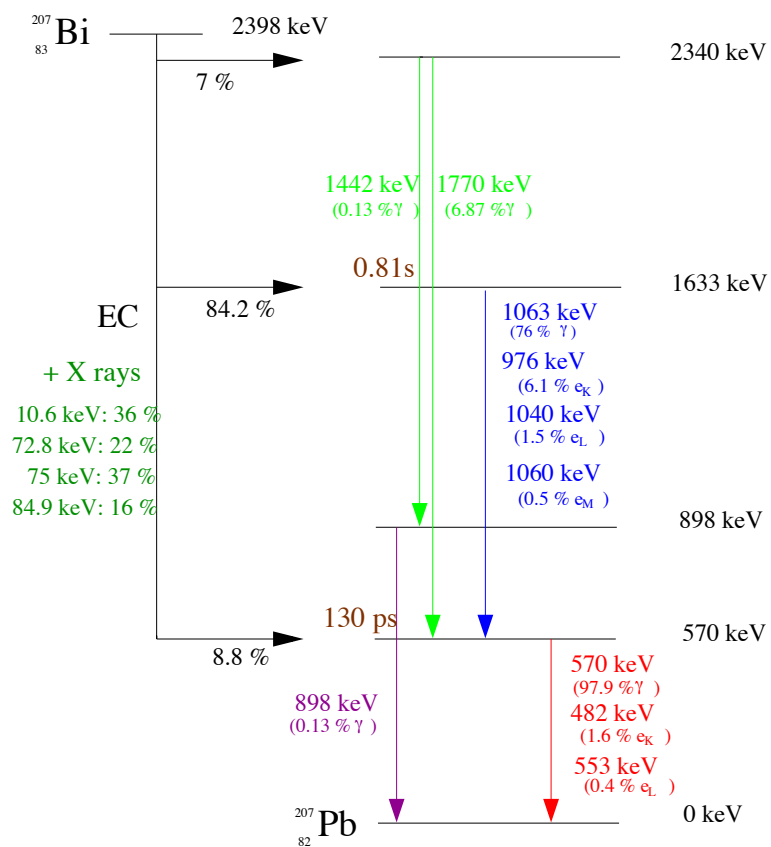 207
83 Bi 2398 keV
2340 keV
7 %
1442 keV 1770 keV
(0.13 %γ ) (6.87 %γ )
0.81s
1633 keV
EC 84.2 %
1063 keV
(76 % γ )
+ X rays
976 keV
(6.1 % eK )
10.6 keV: 36 %
1040 keV
72.8 keV: 22 %
(1.5 % eL )
75 keV: 37 %
1060 keV
84.9 keV: 16 %
(0.5 % eM )
898 keV
130 ps
570 keV
8.8 %
570 keV
(97.9 %γ )
898 keV
(0.13 % γ )
482 keV
(1.6 % eK )
553 keV
(0.4 % eL )
207
82 Pb 0 keV